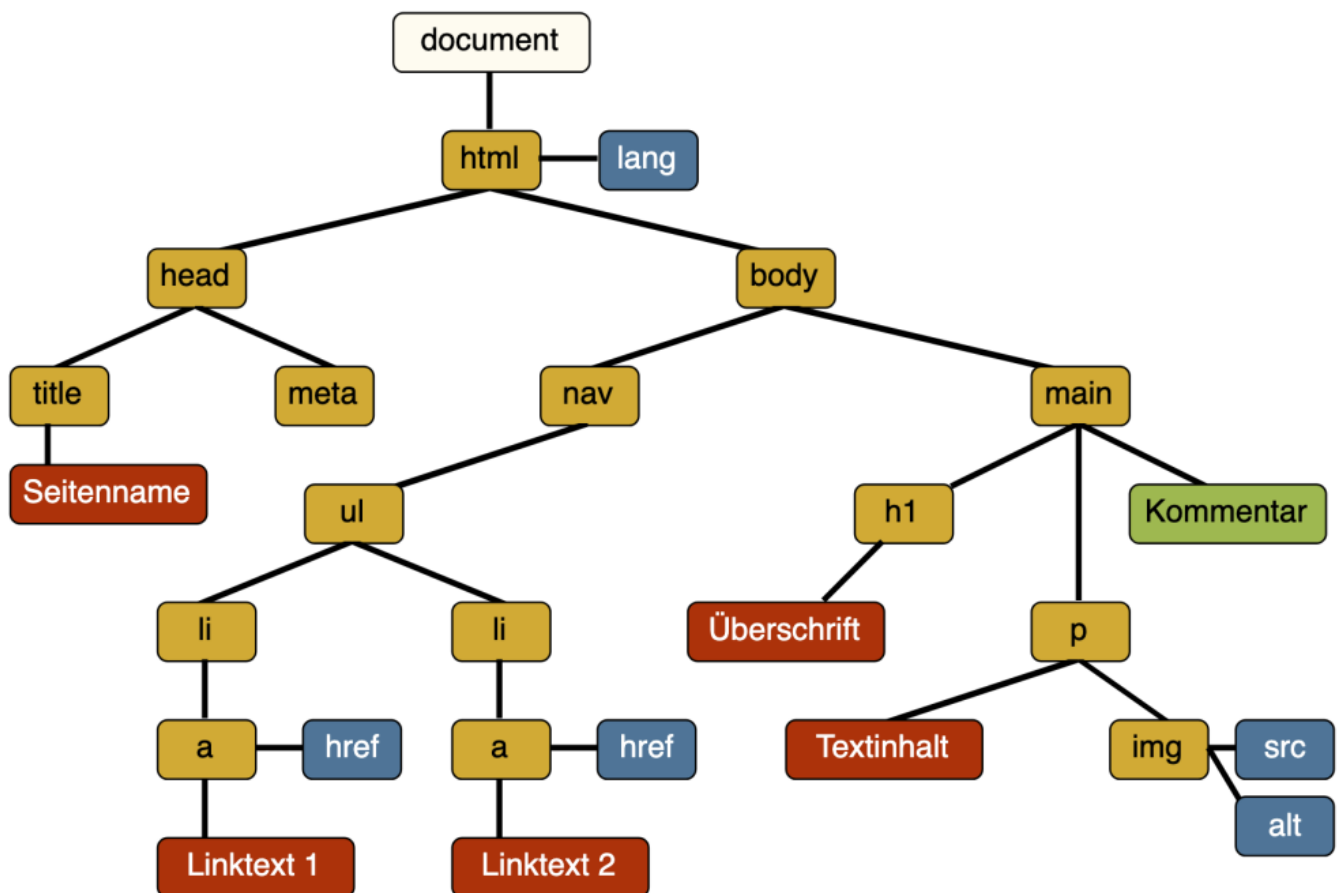 document
html
lang
head
body
title
meta
nav
main
Seitenname
ul
h1
Kommentar
li
li
Überschrift
p
a
href
a
href
Textinhalt
img
src
alt
Linktext 1
Linktext 2